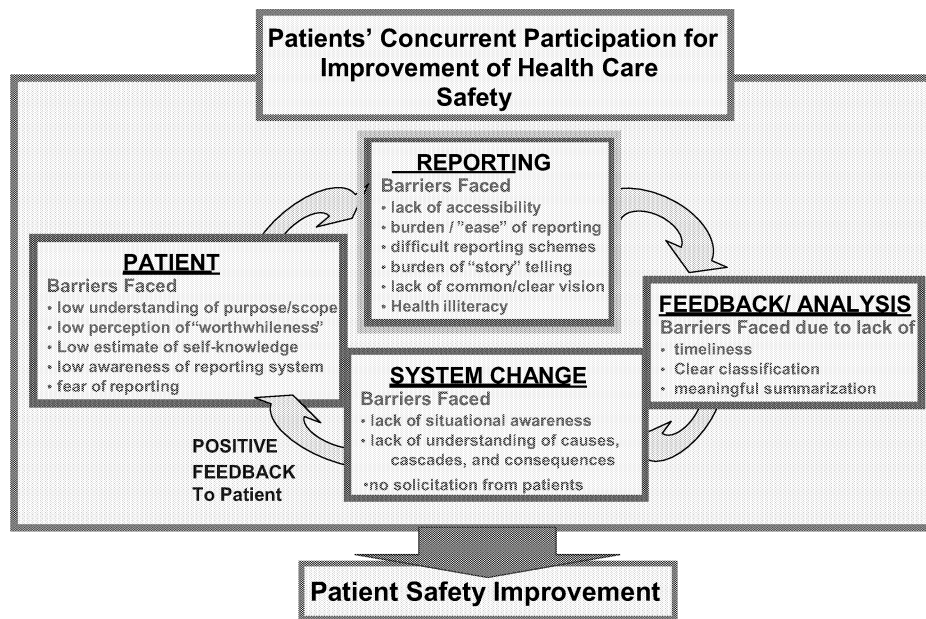 Patients’ Concurrent Participation for
Improvement of Health Care
Safety
REPORTING
Barriers Faced
• lack of accessibility
• burden / ”ease” of reporting
• difficult reporting schemes
• burden of “story” telling
• lack of common/clear vision
• Health illiteracy
PATIENT
Barriers Faced
• low understanding of purpose/scope
• low perception of “worthwhileness”
• Low estimate of self-knowledge
• low awareness of reporting system
• fear of reporting
FEEDBACK/ ANALYSIS
Barriers Faced due to lack of
• timeliness
• Clear classification
• meaningful summarization
SYSTEM CHANGE
Barriers Faced
• lack of situational awareness
• lack of understanding of causes,
cascades, and consequences
•no solicitation from patients
POSITIVE
FEEDBACK
To Patient
Patient Safety Improvement